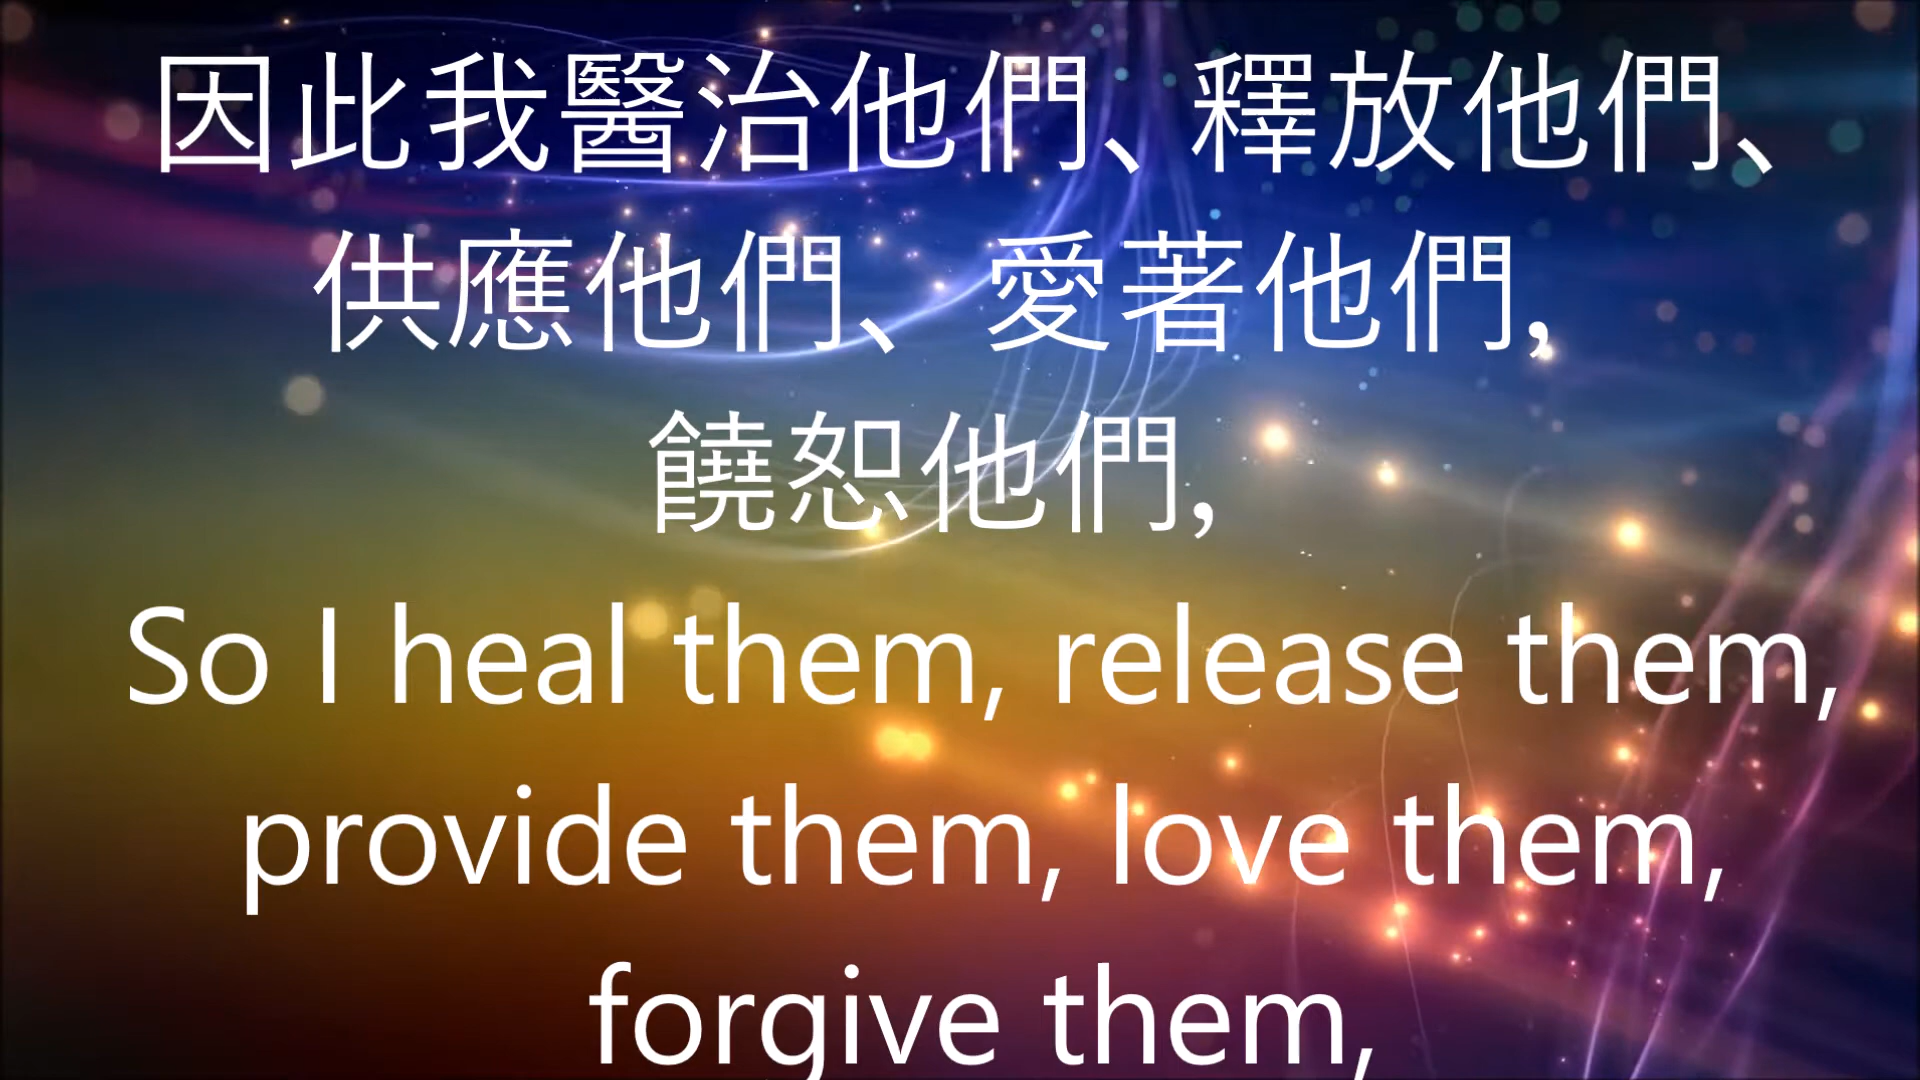 因此我醫治他們、釋放他們、
供應他們、愛著他們,
饒恕他們,
So I heal them, release them,
provide them, love them,
forgive them,